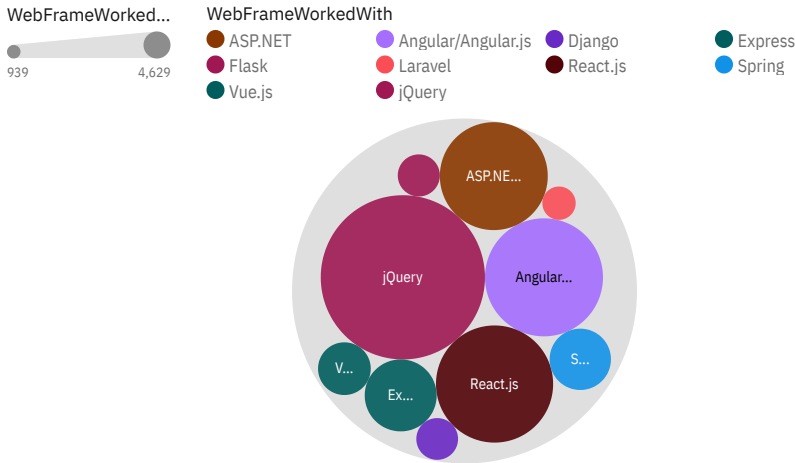 WebFrameWorked...
939
4,629
WebFrameWorkedWith
ASP.NET
Angular/Angular.js
Django
Express
Flask
Laravel
React.js
Spring
Vue.js
jQuery
ASP.NE...
jQuery
Angular...
S...
V...
Ex...
React.js